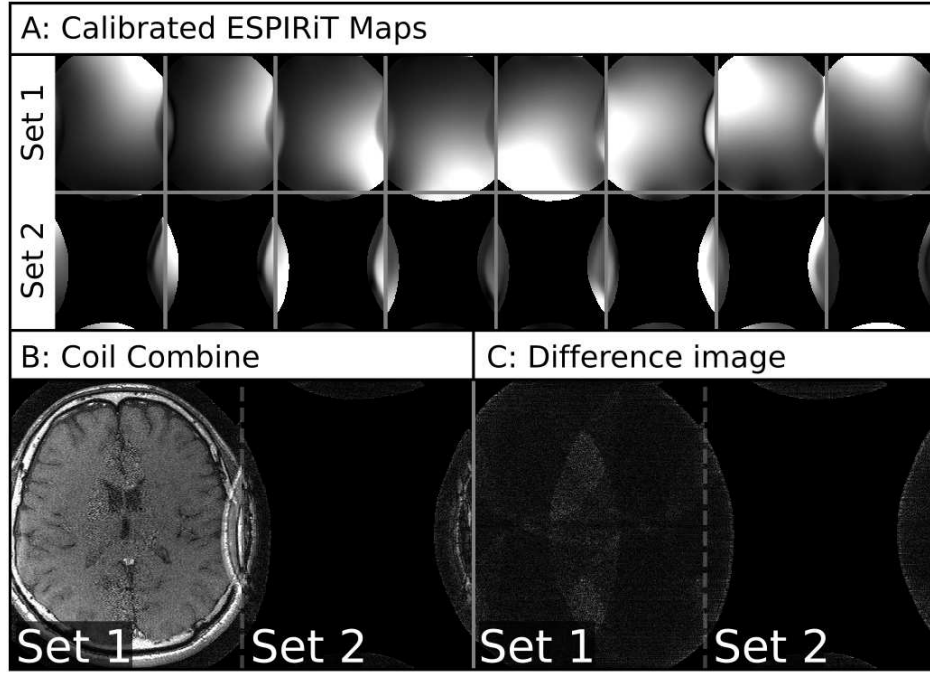 A: Calibrated ESPIRiT Maps
Set 1
Set 2
B: Coil Combine
C: Difference image
Set 1
Set 2
Set 1
Set 2